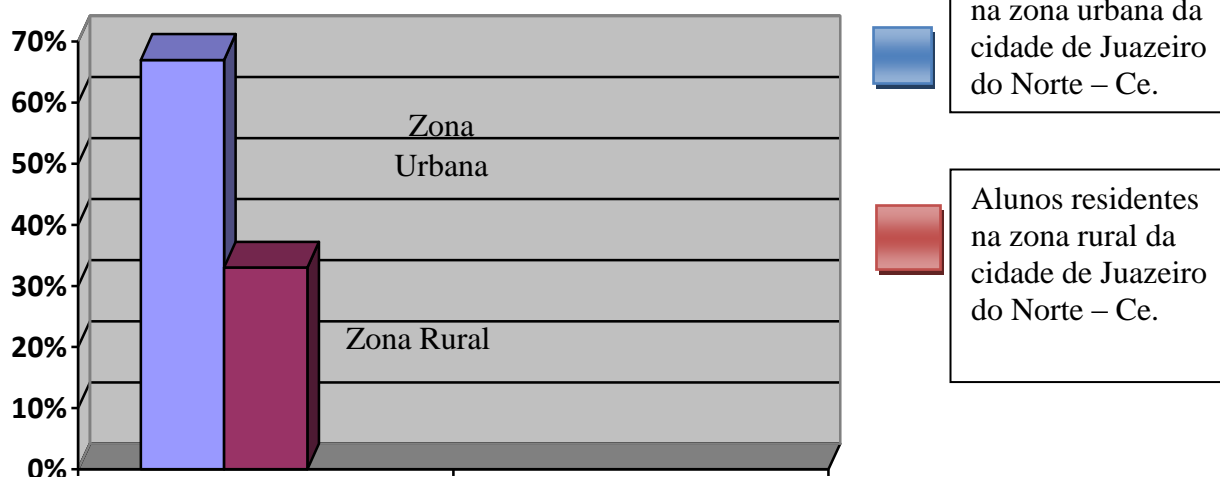 70%
60%
50%
40%
30%
20%
10%
0%
Zona
Urbana
Zona Rural
na zona urbana da
cidade de Juazeiro
do Norte – Ce.
Alunos residentes
na zona rural da
cidade de Juazeiro
do Norte – Ce.